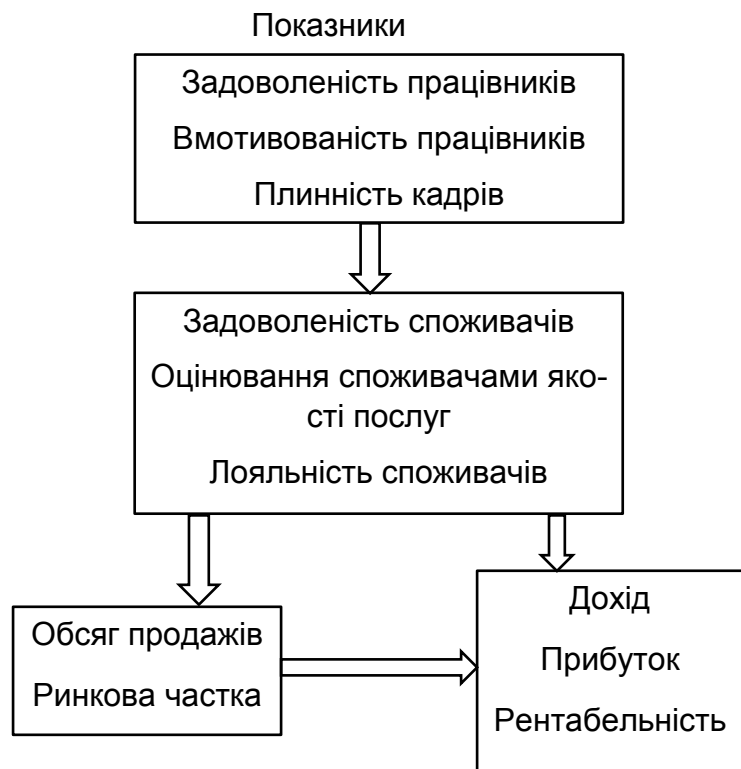 Показники
Задоволеність працівників
Вмотивованість працівників
Плинність кадрів
Задоволеність споживачів
Оцінювання споживачами яко-
сті послуг
Лояльність споживачів
Обсяг продажів
Ринкова частка
Дохід
Прибуток
Рентабельність